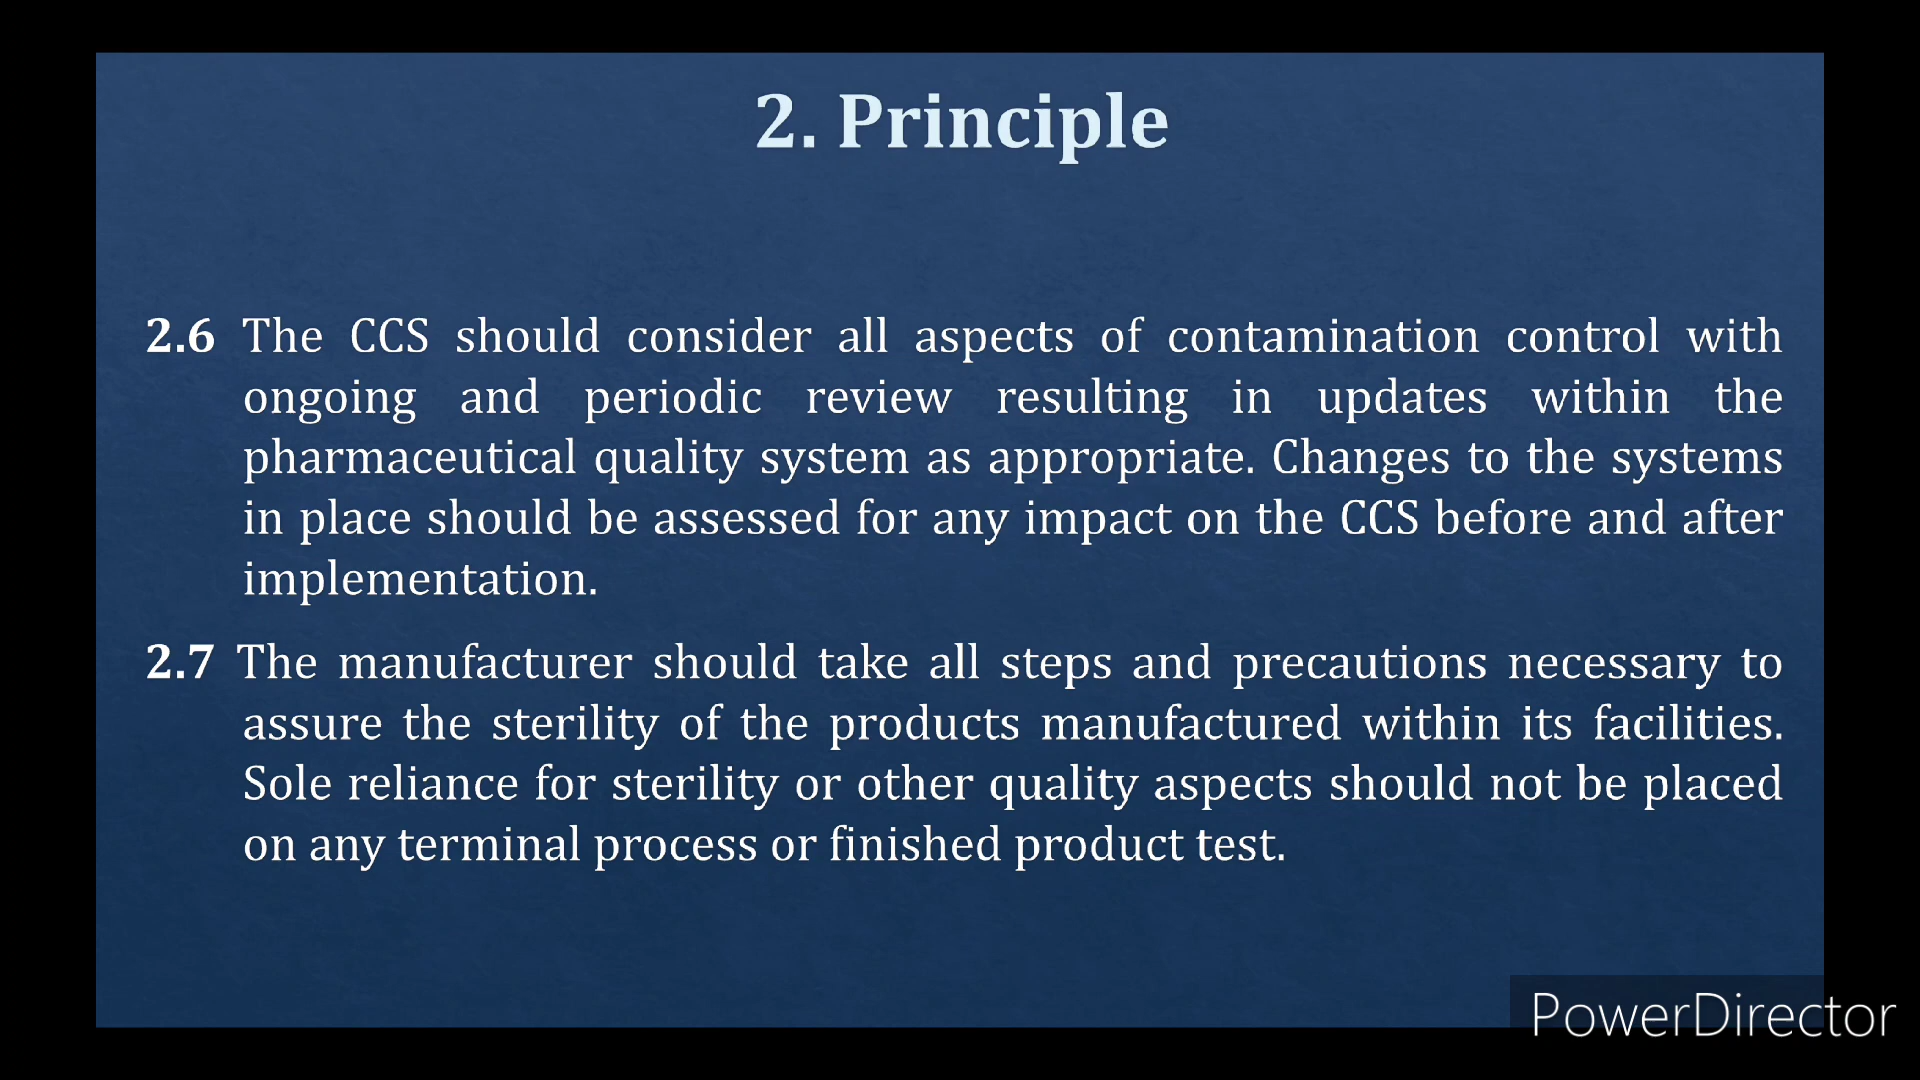 2. Principle
2.6 The CCS should consider all aspects of contamination control with
ongoing and periodic review resulting in updates within the
pharmaceutical quality system as appropriate. Changes to the systems
in place should be assessed for any impact on the CCS before and after
implementation.
2.7 The manufacturer should take all steps and precautions necessary to
assure the sterility of the products manufactured within its facilities.
Sole reliance for sterility or other quality aspects should not be placed
on any terminal process or finished product test.
PowerDirector